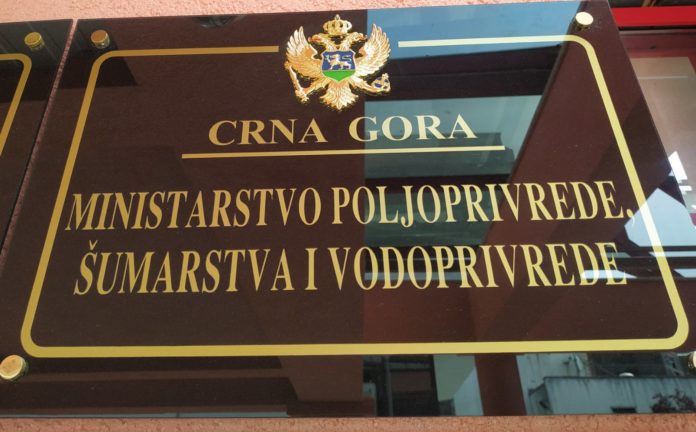 CRNA GORA
MINISTARSTVO POLJOPRIVREDE,
ŠUMARSTVA I VODOPRIVREDE